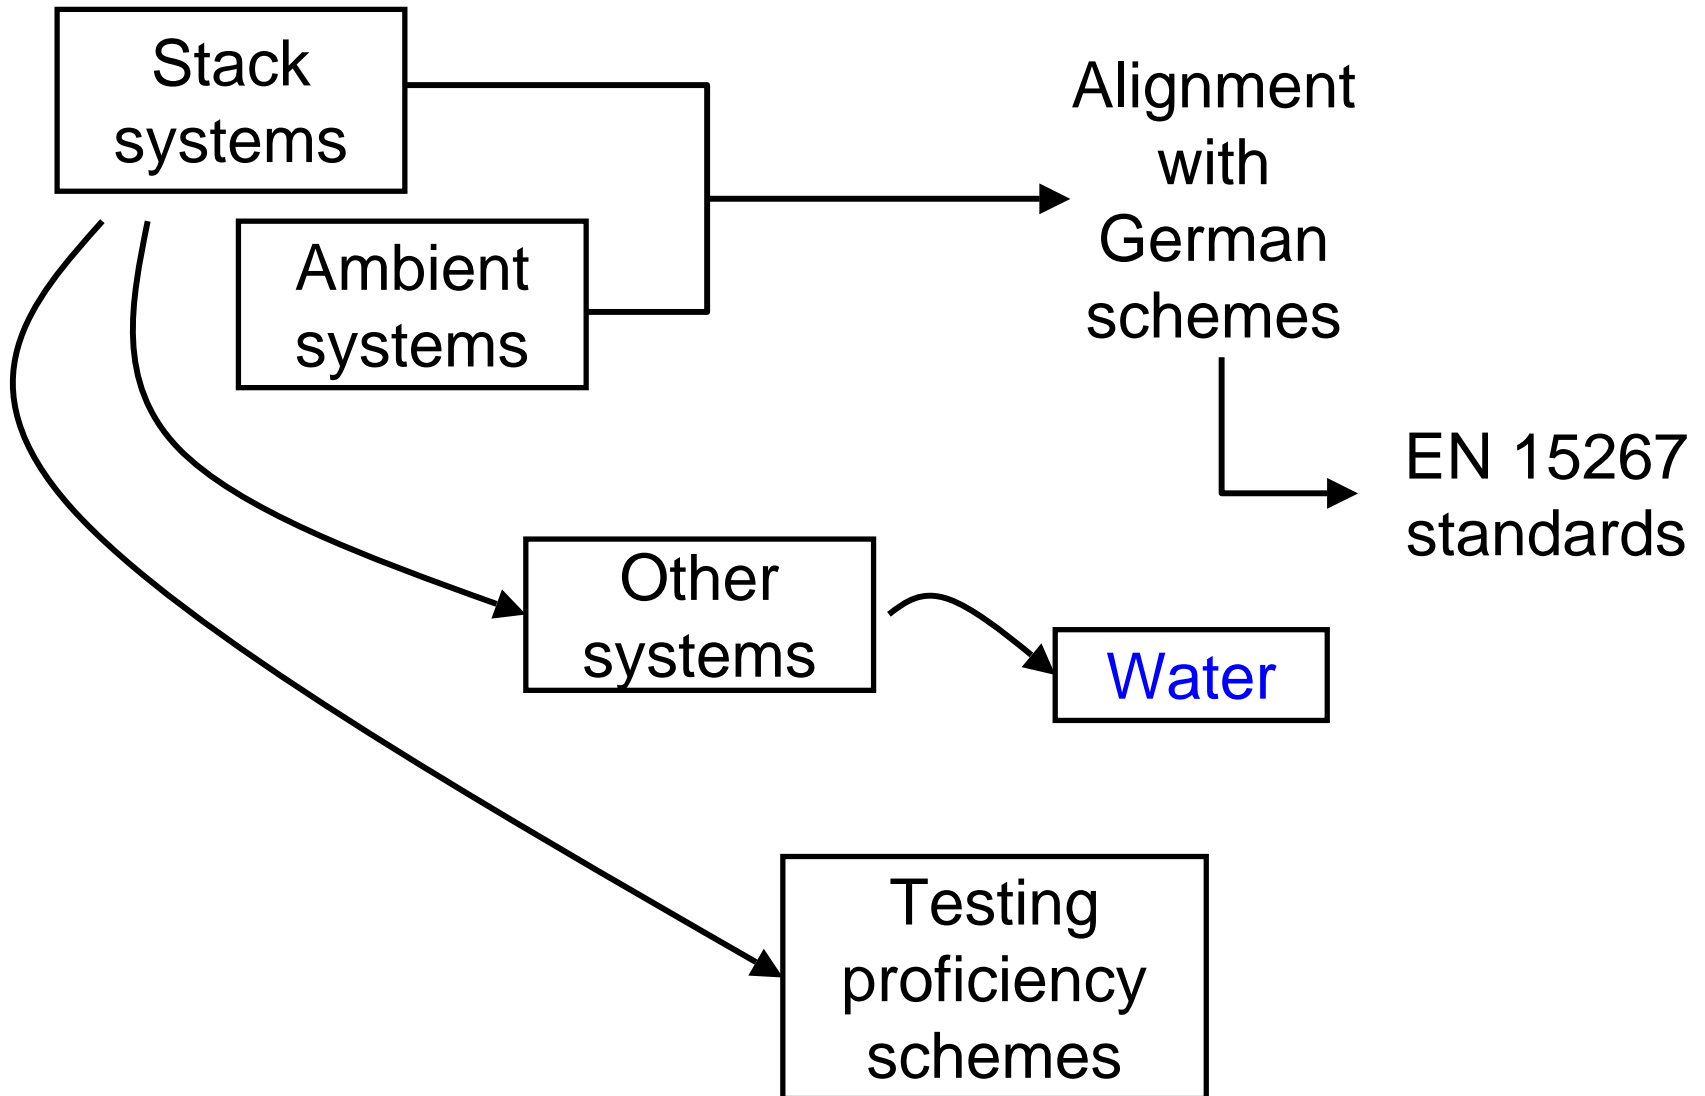 Stack
systems
Ambient
systems
Alignment
with
German
schemes
EN 15267
standards
Other
systems
Water
Testing
proficiency
schemes